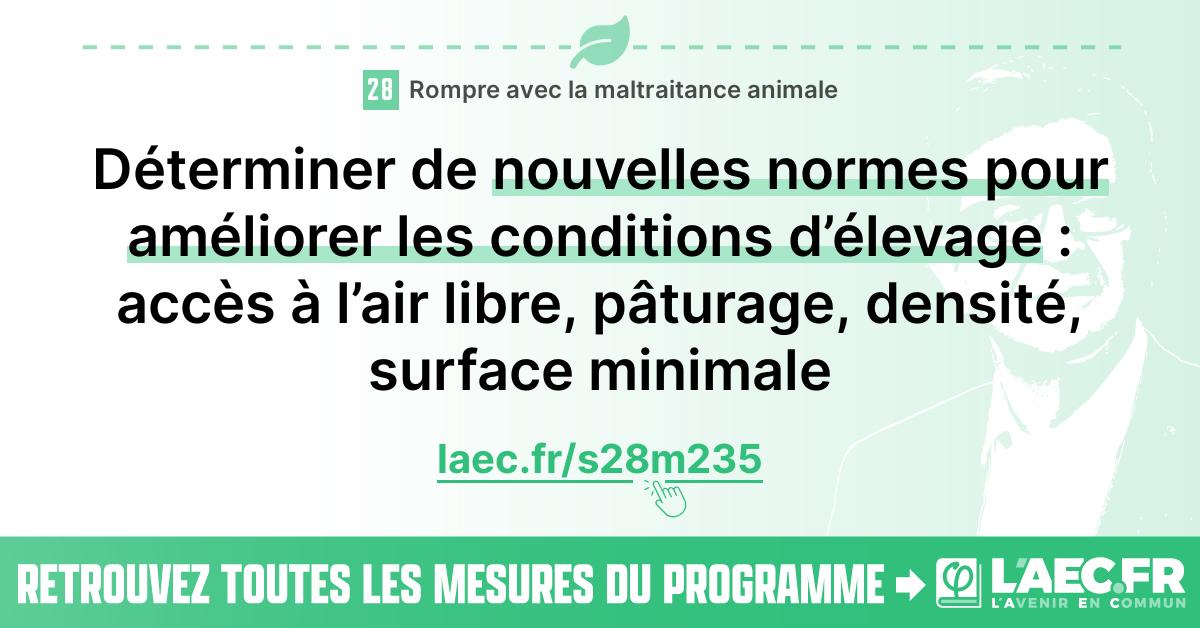 28 Rompre avec la maltraitance animale
Déterminer de nouvelles normes pour
améliorer les conditions d’élevage :
accès à l’air libre, pâturage, densité,
surface minimale
laec.fr/s28m235
RETROUVEZ TOUTES LES MESURES DU PROGRAMME
φ
L'AEC.FR
L'AVENIR EN COMMUN